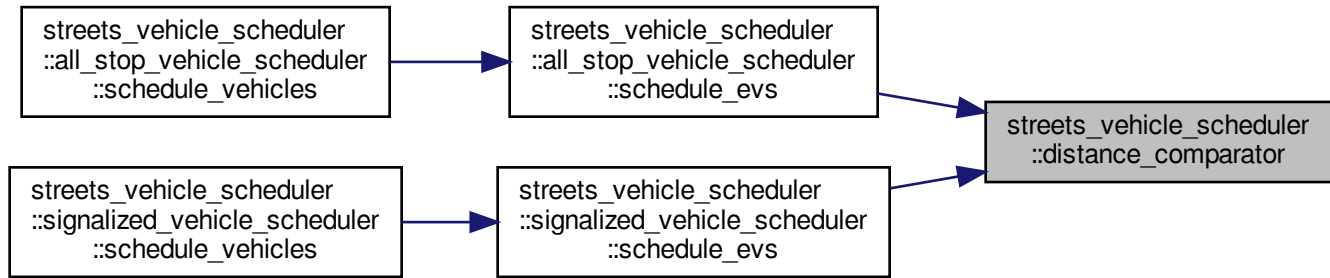 streets_vehicle_scheduler
::all_stop_vehicle_scheduler
::schedule_vehicles
streets_vehicle_scheduler
::all_stop_vehicle_scheduler
::schedule_evs
streets_vehicle_scheduler
::distance_comparator
streets_vehicle_scheduler
::signalized_vehicle_scheduler
::schedule_vehicles
streets_vehicle_scheduler
::signalized_vehicle_scheduler
::schedule_evs